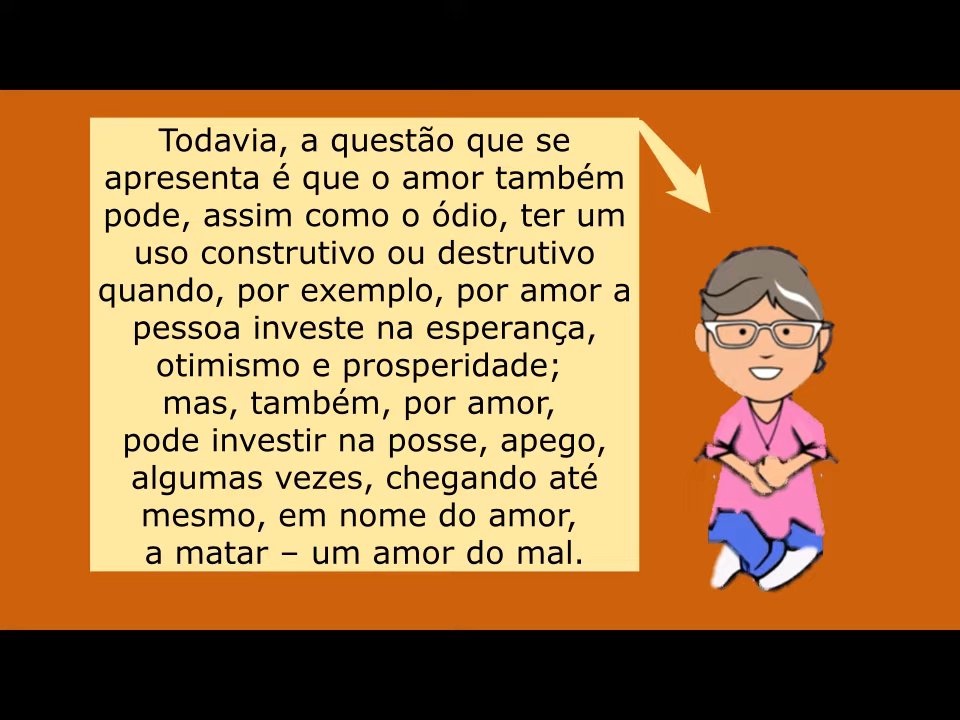 Todavia, a questão que se
apresenta é que o amor também
pode, assim como o ódio, ter um
uso construtivo ou destrutivo
quando, por exemplo, por amor a
pessoa investe na esperança,
otimismo e prosperidade;
mas, também, por amor,
pode investir na posse, apego,
algumas vezes, chegando até
mesmo, em nome do amor,
a matar – um amor do mal.